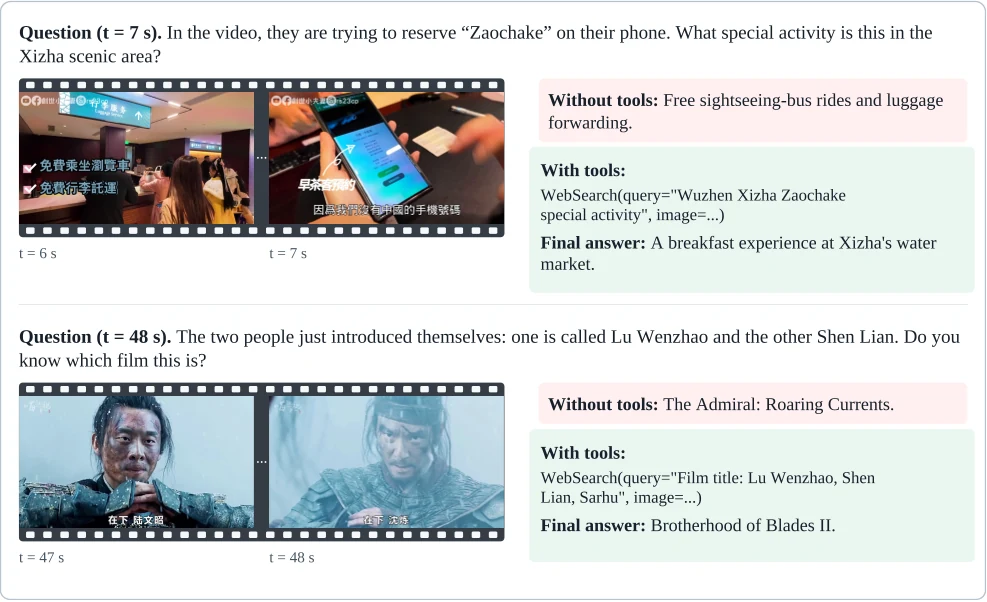 Question (t = 7 s). In the video, they are trying to reserve “Zaochake” on their phone. What special activity is this in the
Xizha scenic area?
免費乘坐瀏覽車
免費行李託運
早茶客預約
因為我們沒有中國的手機號碼
...
t = 6 s
t = 7 s
Without tools: Free sightseeing-bus rides and luggage
forwarding.
With tools:
WebSearch(query="Wuzhen Xizha Zaochake
special activity", image=...)
Final answer: A breakfast experience at Xizha's water
market.
Question (t = 48 s). The two people just introduced themselves: one is called Lu Wenzhao and the other Shen Lian. Do you
know which film this is?
在下 陆文昭
...
在下 沈炼
t = 47 s
t = 48 s
Without tools: The Admiral: Roaring Currents.
With tools:
WebSearch(query="Film title: Lu Wenzhao, Shen
Lian, Sarhu", image=...)
Final answer: Brotherhood of Blades II.